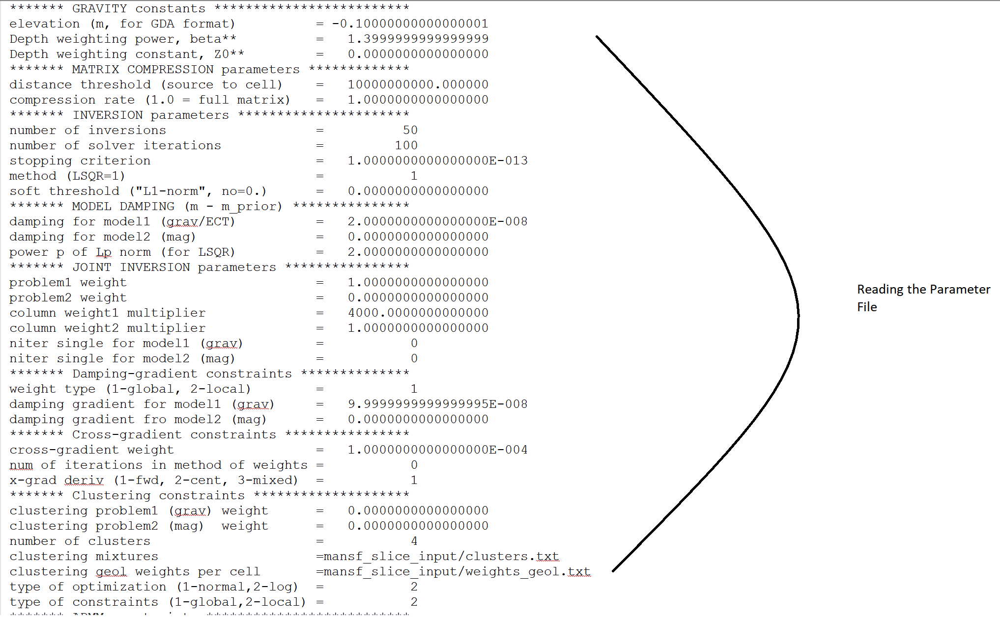 ******* GRAVITY constants *************************
elevation (m, for GDA format) = -0.10000000000000001
Depth weighting power, beta** = 1.3999999999999999
Depth weighting constant, Z0** = 0.0000000000000000
******* MATRIX COMPRESSION parameters *************
distance threshold (source to cell) = 10000000000.000000
compression rate (1.0 = full matrix) = 1.0000000000000000
******* INVERSION parameters **********************
number of inversions = 50
number of solver iterations = 100
stopping criterion = 1.0000000000000000E-013
method (LSQR=1) = 1
soft threshold ("L1-norm", no=0.) = 0.0000000000000000
******* MODEL DAMPING (m - m_prior) ***************
damping for model1 (grav/ECT) = 2.0000000000000000E-008
damping for model2 (mag) = 0.0000000000000000
power p of Lp norm (for LSQR) = 2.0000000000000000
******* JOINT INVERSION parameters ****************
problem1 weight = 1.0000000000000000
problem2 weight = 0.0000000000000000
column weight1 multiplier = 4000.0000000000000
column weight2 multiplier = 1.0000000000000000
niter single for model1 (grav) = 0
niter single for model2 (mag) = 0
******* Damping-gradient constraints **************
weight type (1-global, 2-local) = 1
damping gradient for model1 (grav) = 9.9999999999999995E-008
damping gradient fro model2 (mag) = 0.0000000000000000
******* Cross-gradient constraints ****************
cross-gradient weight = 1.0000000000000000E-004
num of iterations in method of weights = 0
x-grad deriv (1-fwd, 2-cent, 3-mixed) = 1
******* Clustering constraints ********************
clustering problem1 (grav) weight = 0.0000000000000000
clustering problem2 (mag) weight = 0.0000000000000000
number of clusters = 4
clustering mixtures =mansf_slice_input/clusters.txt
clustering geol weights per cell =mansf_slice_input/weights_geol.txt
type of optimization (1-normal,2-log) = 2
type of constraints (1-global,2-local) = 2
Reading the Parameter
File